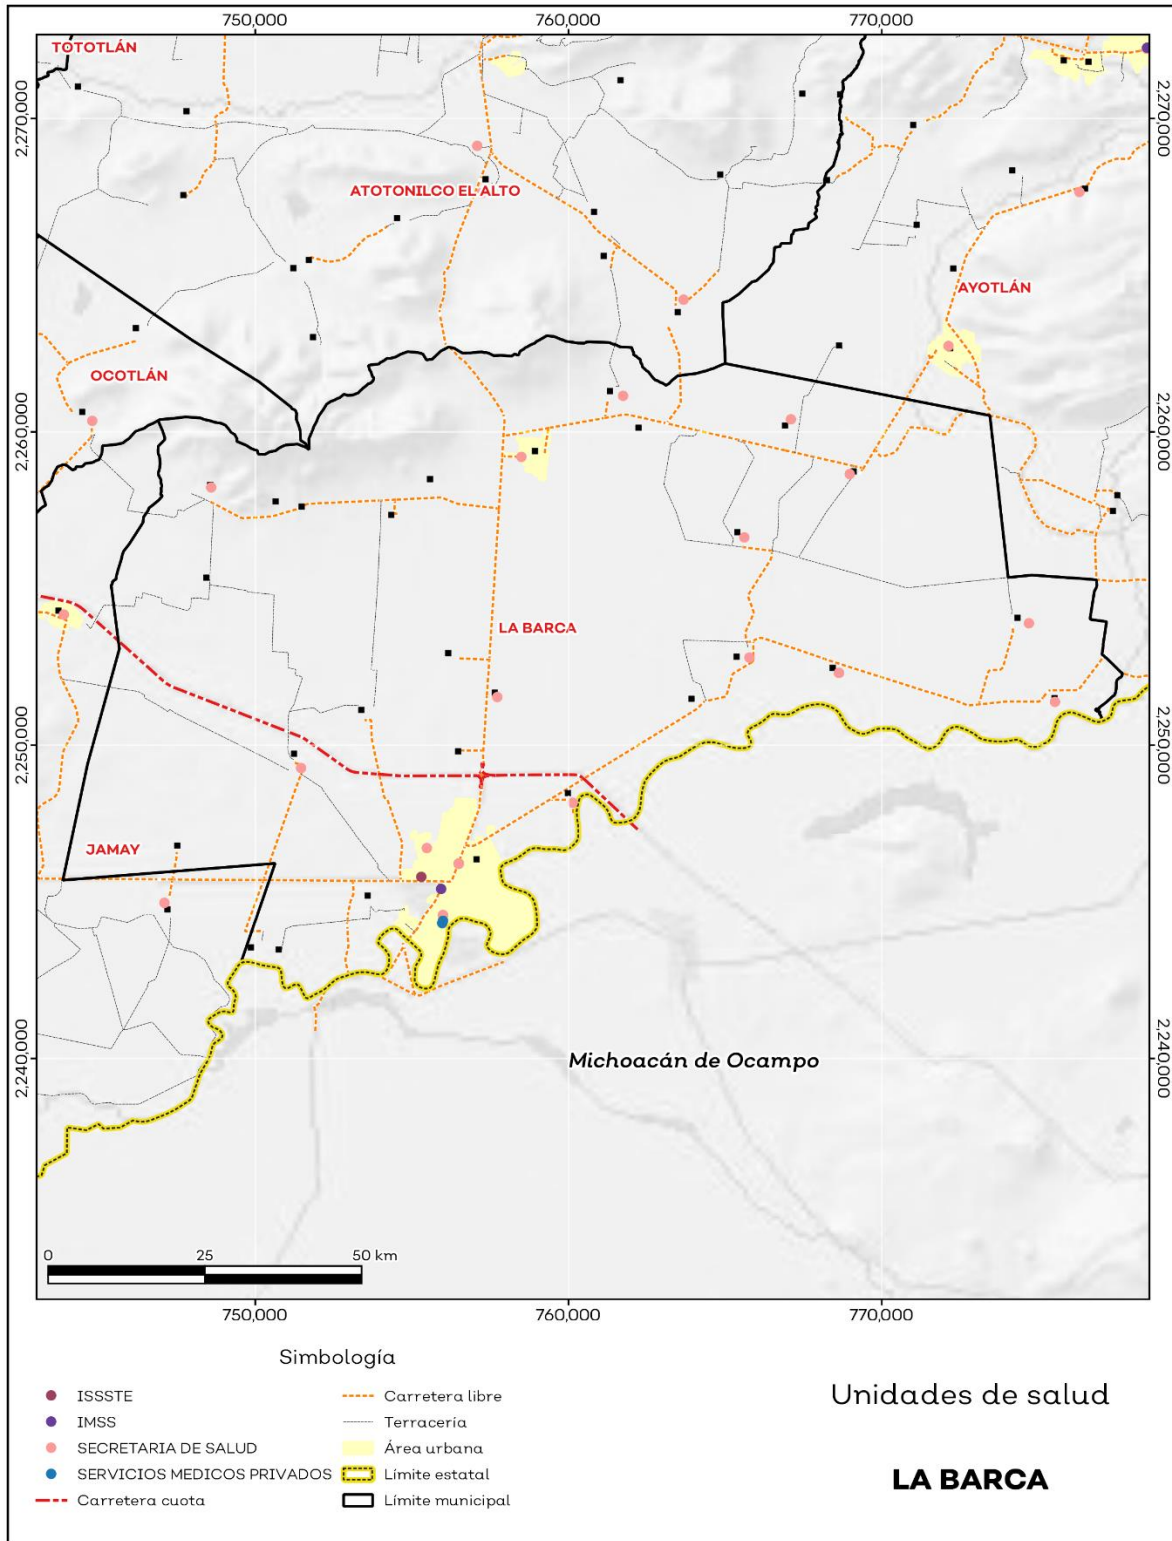 750,000
760,000
770,000
TOTOTLÁN
2,270,000
2,270,000
ATOTONILCO EL ALTO
AYOTLÁN
OCOTLÁN
2,260,000
2,260,000
LA BARCA
2,250,000
2,250,000
JAMAY
2,240,000
2,240,000
Michoacán de Ocampo
0
25
50 km
750,000
760,000
770,000
Simbología
ISSSTE
IMSS
SECRETARIA DE SALUD
SERVICIOS MEDICOS PRIVADOS
Carretera cuota
Carretera libre
Terracería
Área urbana
Límite estatal
Límite municipal
Unidades de salud
LA BARCA